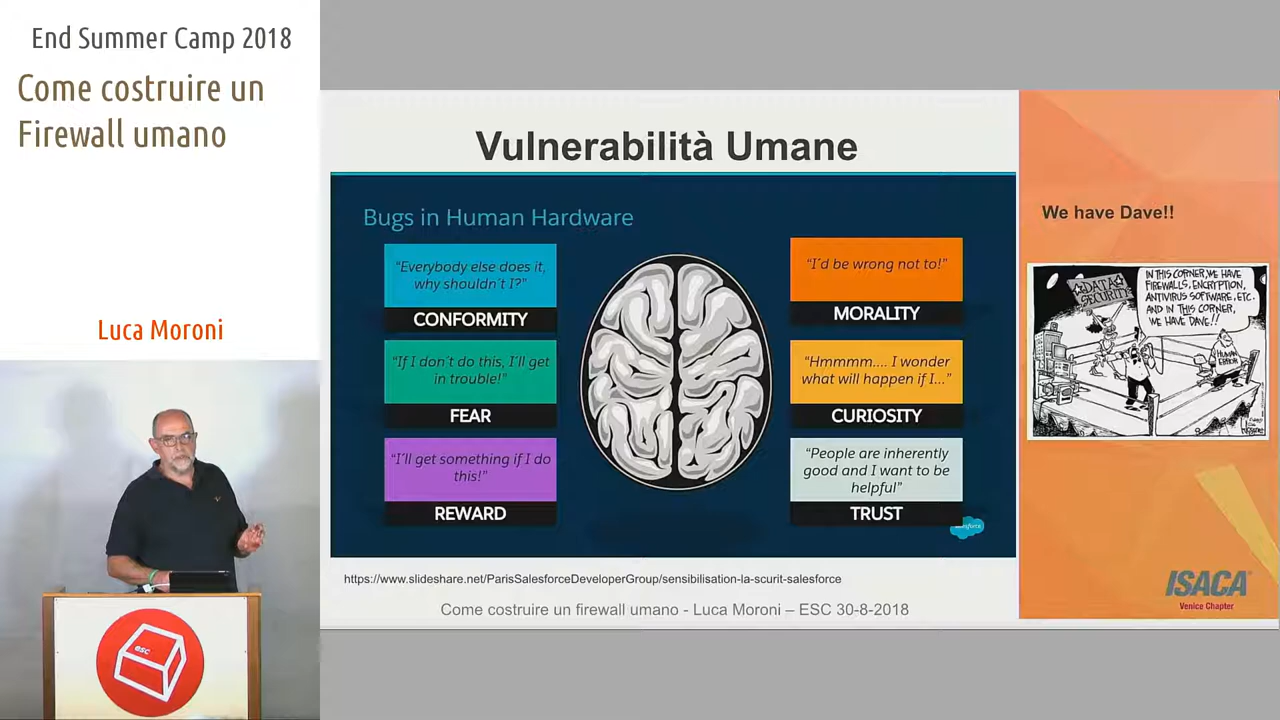 End Summer Camp 2018
Come costruire un
Firewall umano
Luca Moroni
esc
Vulnerabilità Umane
Bugs in Human Hardware
"Everybody else does it,
why shouldn´t I?"
CONFORMITY
"If I don´t do this, I'll get
in trouble!"
FEAR
"I'll get something if I do
this!"
REWARD
"I´d be wrong not to!"
MORALITY
"Hmmmm.... I wonder
what will happen if I..."
CURIOSITY
"People are inherently
good and I want to be
helpful"
TRUST
salesforce
https://www.slideshare.net/ParisSalesforceDeveloperGroup/sensibilisation-la-scurit-salesforce
Come costruire un firewall umano - Luca Moroni – ESC 30-8-2018
We have Dave!!
DATA
SECURITY
IN THIS CORNER, WE HAVE
FIREWALLS, ENCRYPTION,
ANTIVIRUS SOFTWARE, ETC.
AND IN THIS CORNER,
WE HAVE DAVE!!
HUMAN
ERROR
ISACA®
Venice Chapter